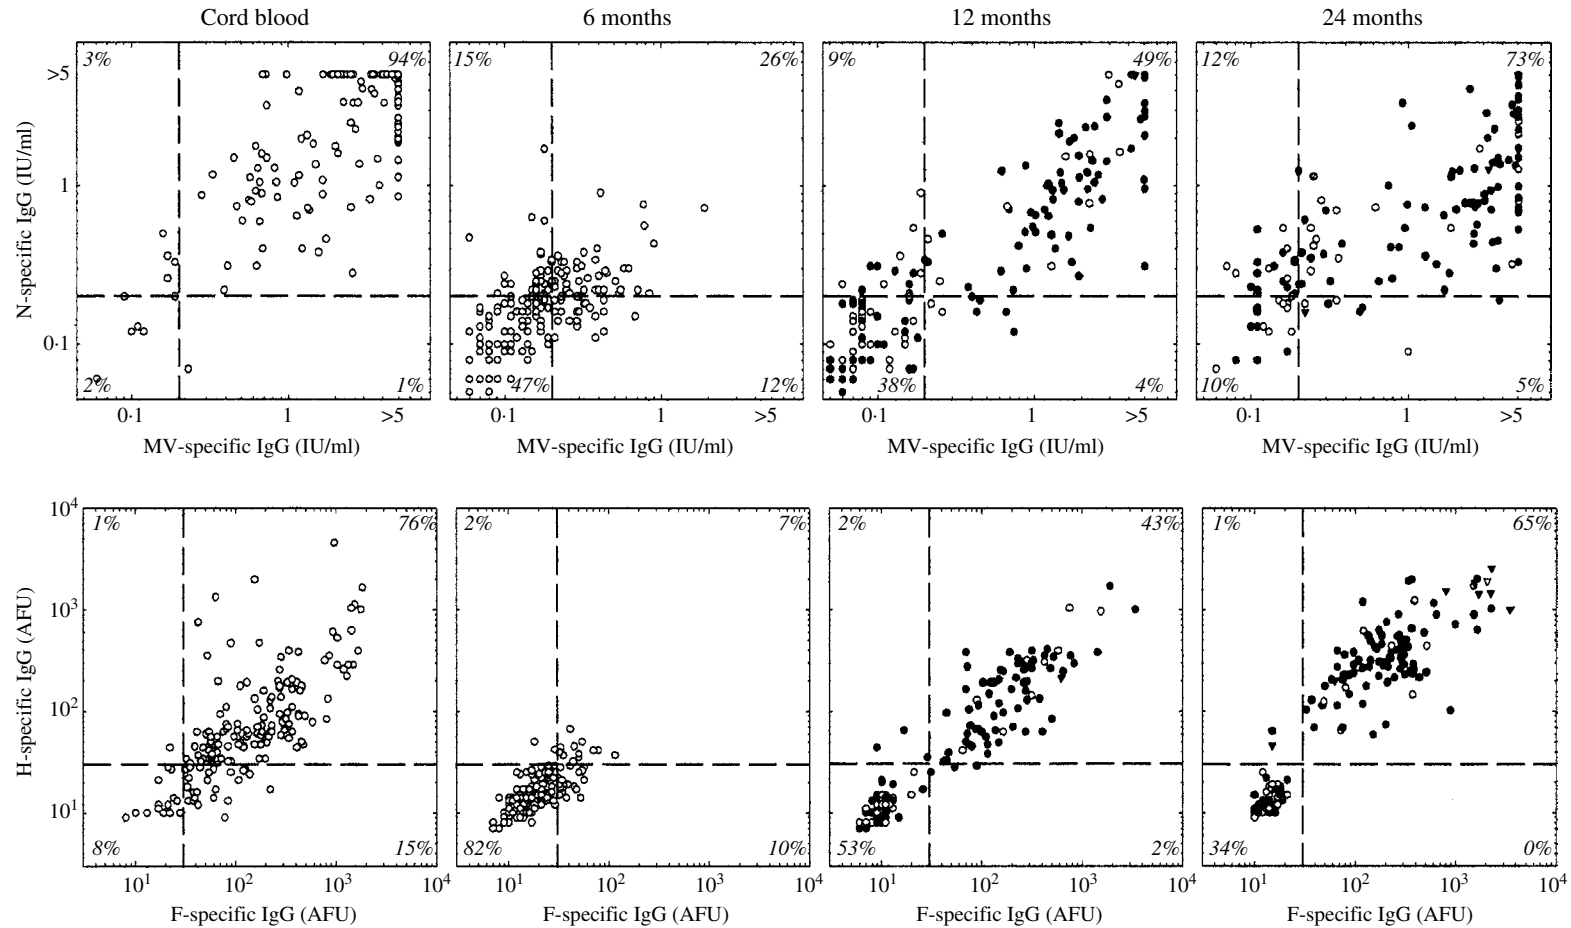 Cord blood 6 months 12 months 24 months
3% 94% 15% 26% 9% 49% 12% 73%
>5
N-specific IgG (IU/ml)
1
0·1
2% 1% 47% 12% 38% 4% 10% 5%
0·1 1 >5 0·1 1 >5 0·1 1 >5 0·1 1 >5
MV-specific IgG (IU/ml) MV-specific IgG (IU/ml) MV-specific IgG (IU/ml) MV-specific IgG (IU/ml)
10⁴
1% 76% 2% 7% 2% 43% 1% 65%
H-specific IgG (AFU)
10³
10²
10¹
8% 15% 82% 10% 53% 2% 34% 0%
10¹ 10² 10³ 10⁴ 10¹ 10² 10³ 10⁴ 10¹ 10² 10³ 10⁴ 10¹ 10² 10³ 10⁴
F-specific IgG (AFU) F-specific IgG (AFU) F-specific IgG (AFU) F-specific IgG (AFU)